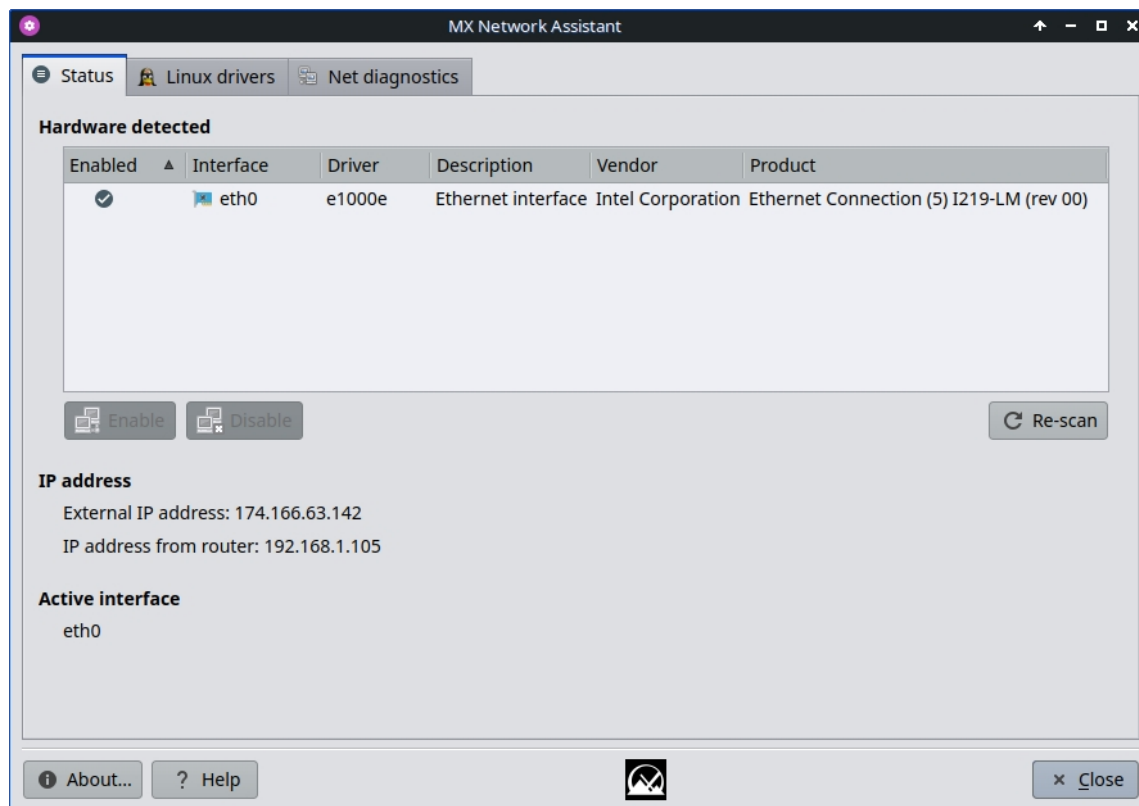 MX Network Assistant
Status Linux drivers Net diagnostics
Hardware detected
Enabled Interface Driver Description Vendor Product
eth0 e1000e Ethernet interface Intel Corporation Ethernet Connection (5) I219-LM (rev 00)
Enable Disable Re-scan
IP address
External IP address: 174.166.63.142
IP address from router: 192.168.1.105
Active interface
eth0
About... ? Help Close